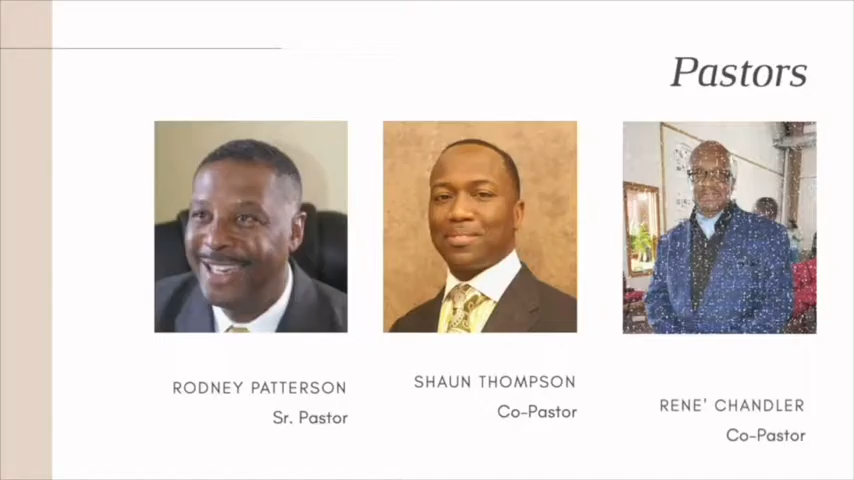 Pastors
RODNEY PATTERSON
Sr. Pastor
SHAUN THOMPSON
Co-Pastor
RENE' CHANDLER
Co-Pastor